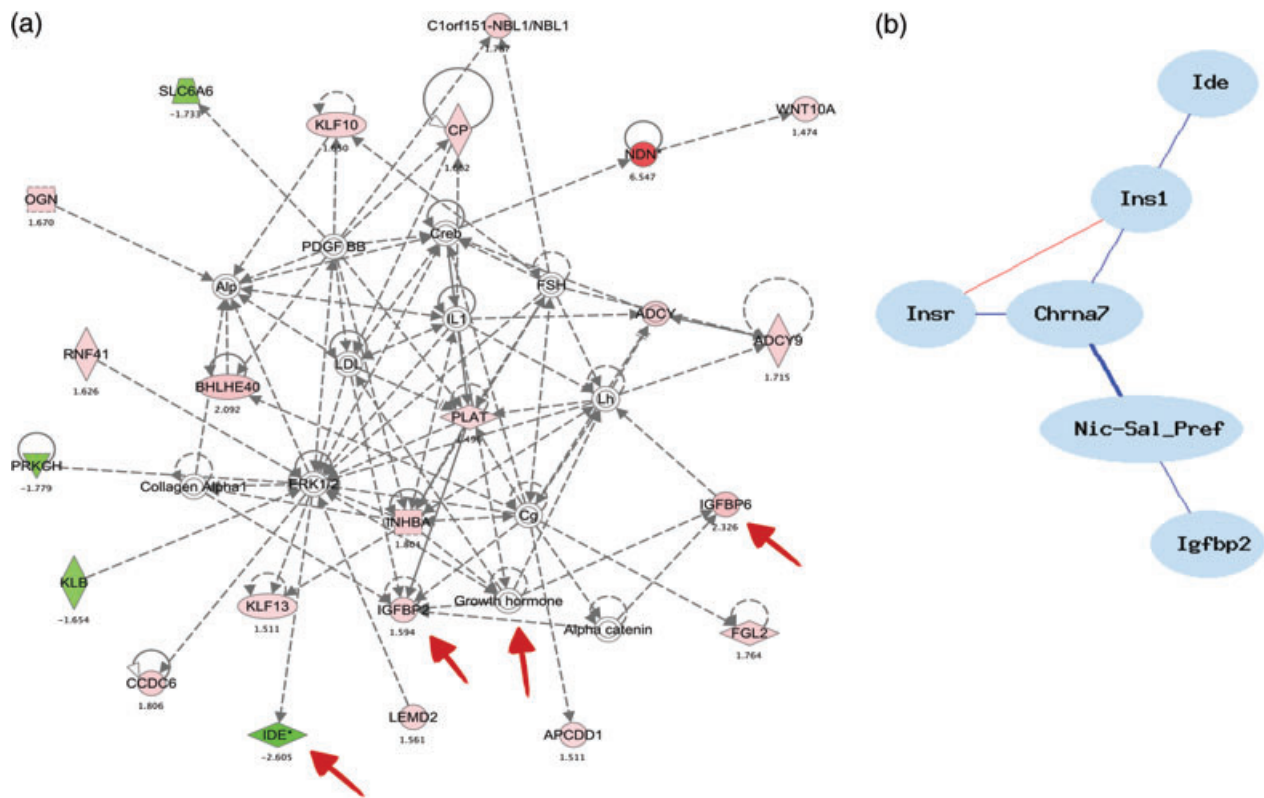 (a)
(b)
C1orf151-NBL1/NBL1
SLC6A6
-1.733
KLF10
CP
NDN*
6.547
WNT10A
1.474
OGN
1.670
PDGF BB
Creb
Alp
FSH
IL1
ADCY
ADCY9
1.715
RNF41
1.626
LDL
BHLHE40
2.092
Lh
PLAT
PRKCH
-1.779
Collagen Alpha1
ERK1/2
INHBA
1.804
Cg
IGFBP6
2.326
KLB
-1.654
KLF13
1.511
IGFBP2
1.594
Growth hormone
Alpha catenin
FGL2
1.764
CCDC6
1.806
IDE*
-2.605
LEMD2
1.561
APCDD1
1.511
Ide
Ins1
Insr
Chrna7
Nic-Sal_Pref
Igfbp2